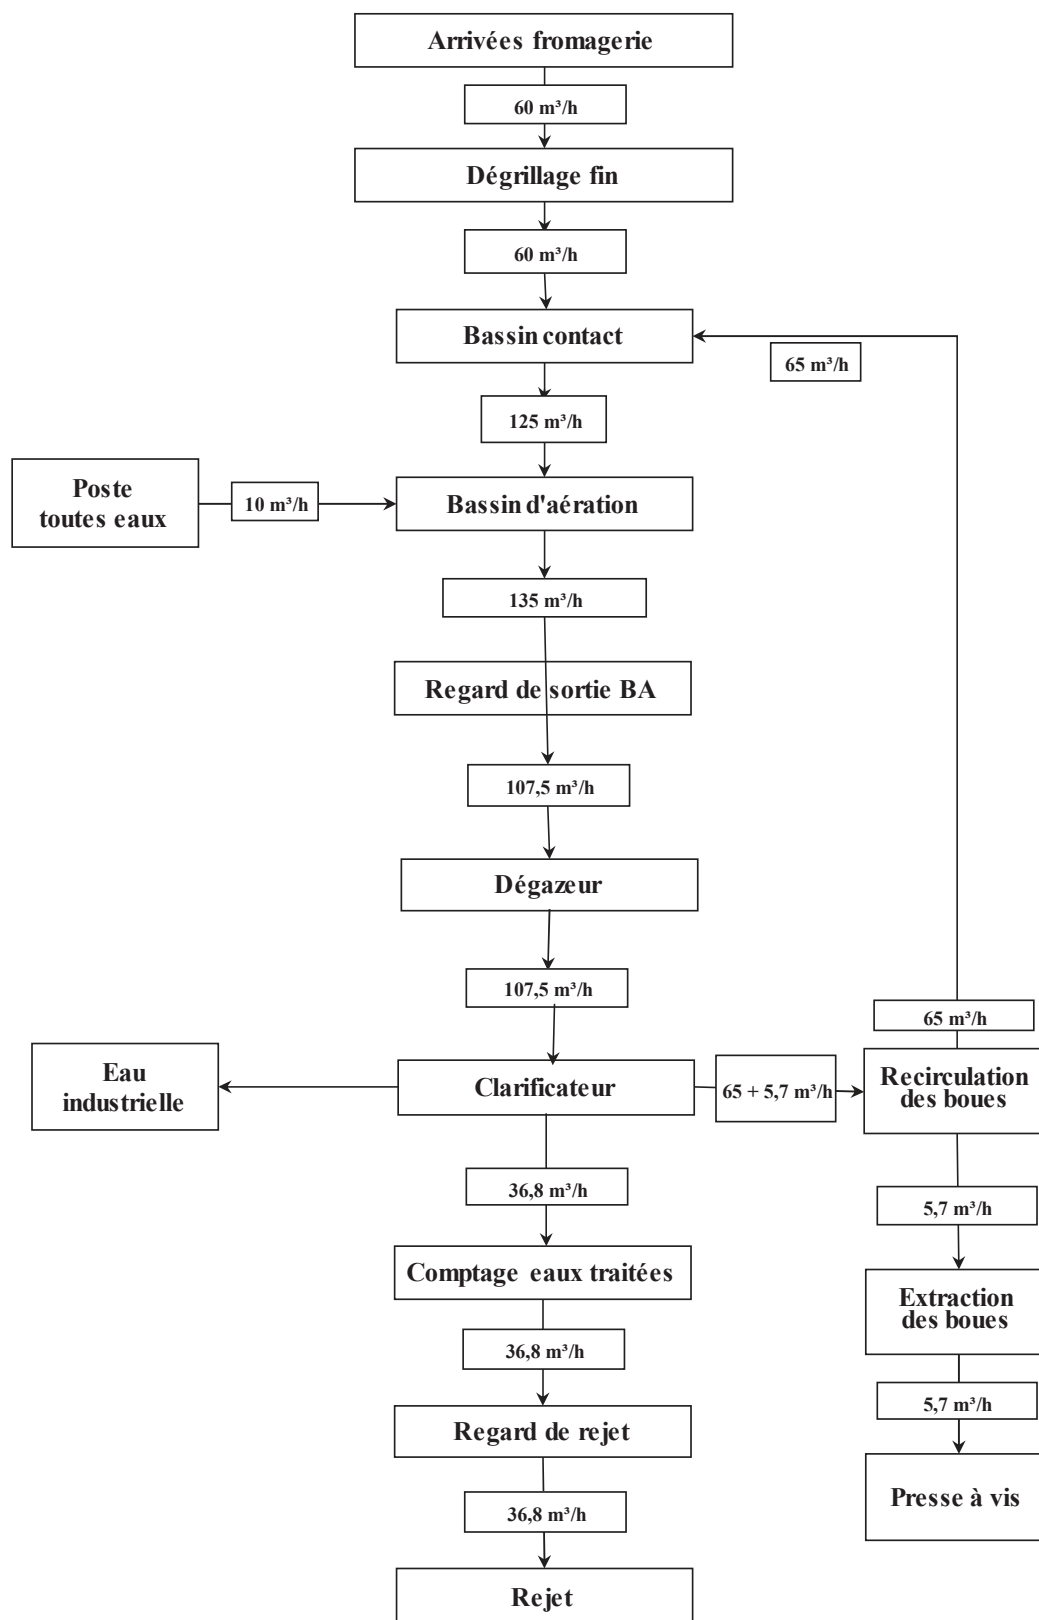 Arrivées fromagerie
60 m³/h
Dégrillage fin
60 m³/h
Bassin contact
65 m³/h
125 m³/h
Poste
toutes eaux
10 m³/h
Bassin d'aération
135 m³/h
Regard de sortie BA
107,5 m³/h
Dégazeur
107,5 m³/h
65 m³/h
Eau
industrielle
Clarificateur
65 + 5,7 m³/h
Recirculation
des boues
36,8 m³/h
5,7 m³/h
Comptage eaux traitées
Extraction
des boues
36,8 m³/h
5,7 m³/h
Regard de rejet
Presse à vis
36,8 m³/h
Rejet